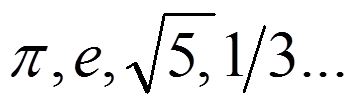 π, e, √5, 1/3...